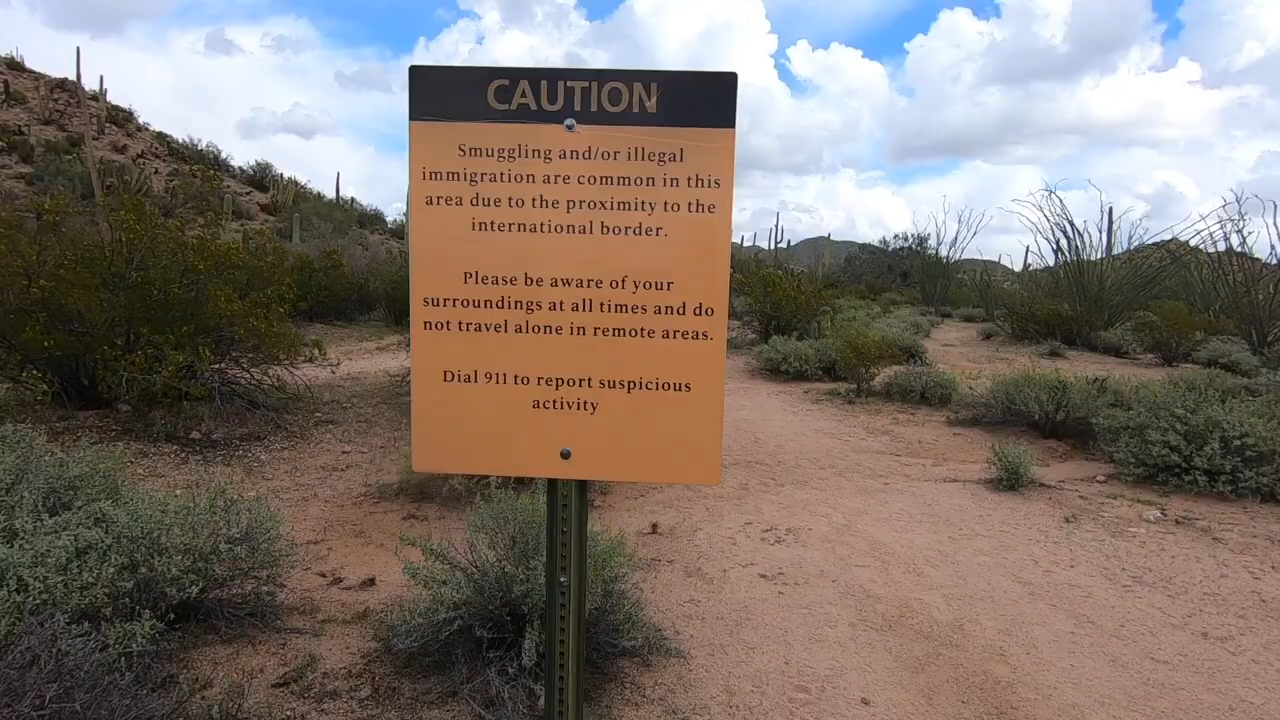 CAUTION
Smuggling and/or illegal
immigration are common in this
area due to the proximity to the
international border.
Please be aware of your
surroundings at all times and do
not travel alone in remote areas.
Dial 911 to report suspicious
activity